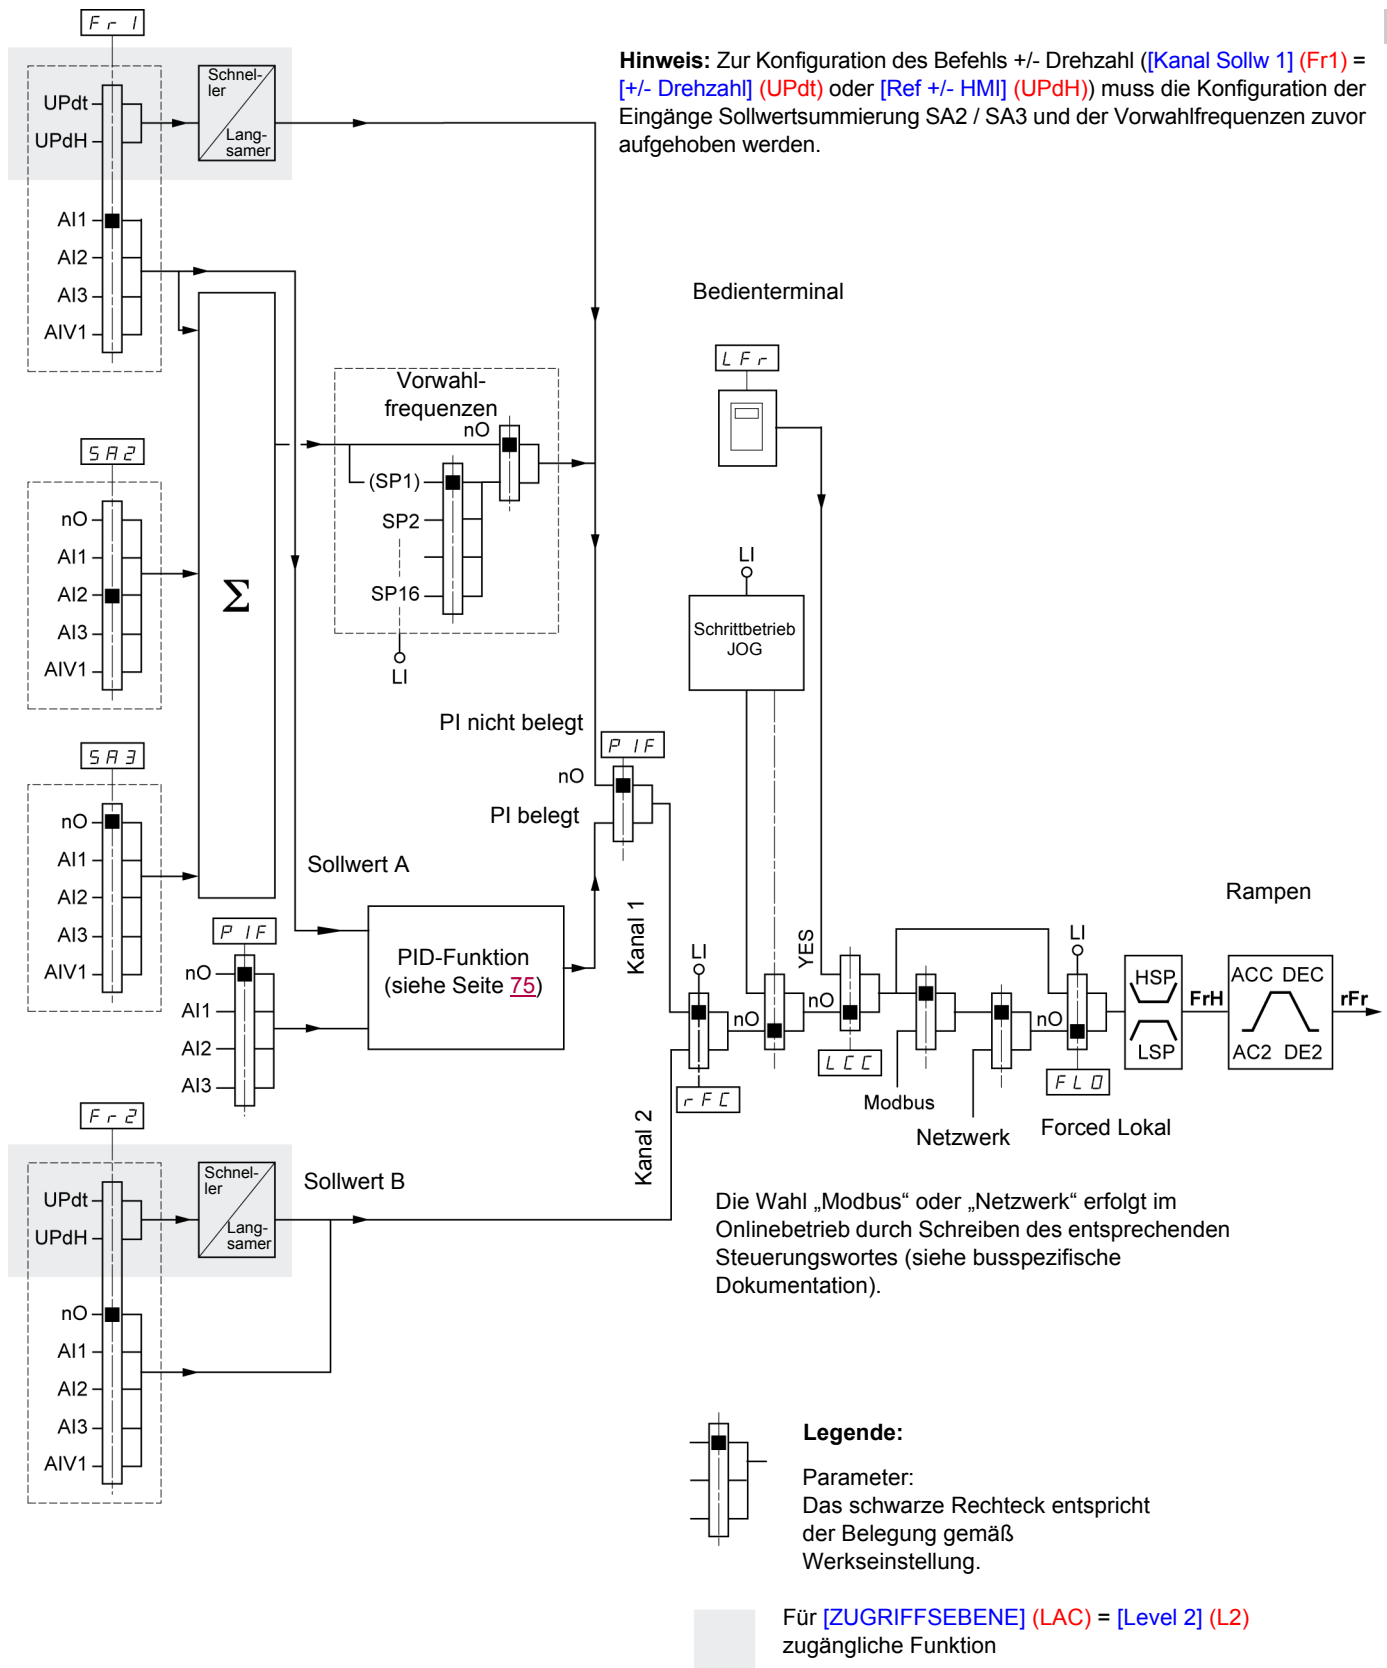 Fr1
Schnel-
ler
Lang-
samer
UPdt
UPdH
AI1
AI2
AI3
AIV1
Hinweis: Zur Konfiguration des Befehls +/- Drehzahl ([Kanal Sollw 1] (Fr1) =
[+/- Drehzahl] (UPdt) oder [Ref +/- HMI] (UPdH)) muss die Konfiguration der
Eingänge Sollwertsummierung SA2 / SA3 und der Vorwahlfrequenzen zuvor
aufgehoben werden.
Bedienterminal
LFr
Vorwahl-
frequenzen
nO
(SP1)
SP2
SP16
LI
SA2
nO
AI1
AI2
AI3
AIV1
Σ
LI
Schrittbetrieb
JOG
SA3
nO
AI1
AI2
AI3
AIV1
PI nicht belegt
PIF
nO
PI belegt
Sollwert A
PIF
nO
AI1
AI2
AI3
PID-Funktion
(siehe Seite 75)
Kanal 1
LI
nO
rFC
Kanal 2
YES
nO
LCC
Modbus
Netzwerk
nO
LI
FLO
Forced Lokal
Rampen
HSP
LSP
FrH
ACC DEC
AC2 DE2
rFr
Fr2
Schnel-
ler
Lang-
samer
UPdt
UPdH
nO
AI1
AI2
AI3
AIV1
Sollwert B
Die Wahl „Modbus“ oder „Netzwerk“ erfolgt im
Onlinebetrieb durch Schreiben des entsprechenden
Steuerungswortes (siehe busspezifische
Dokumentation).
Legende:
Parameter:
Das schwarze Rechteck entspricht
der Belegung gemäß
Werkseinstellung.
Für [ZUGRIFFSEBENE] (LAC) = [Level 2] (L2)
zugängliche Funktion